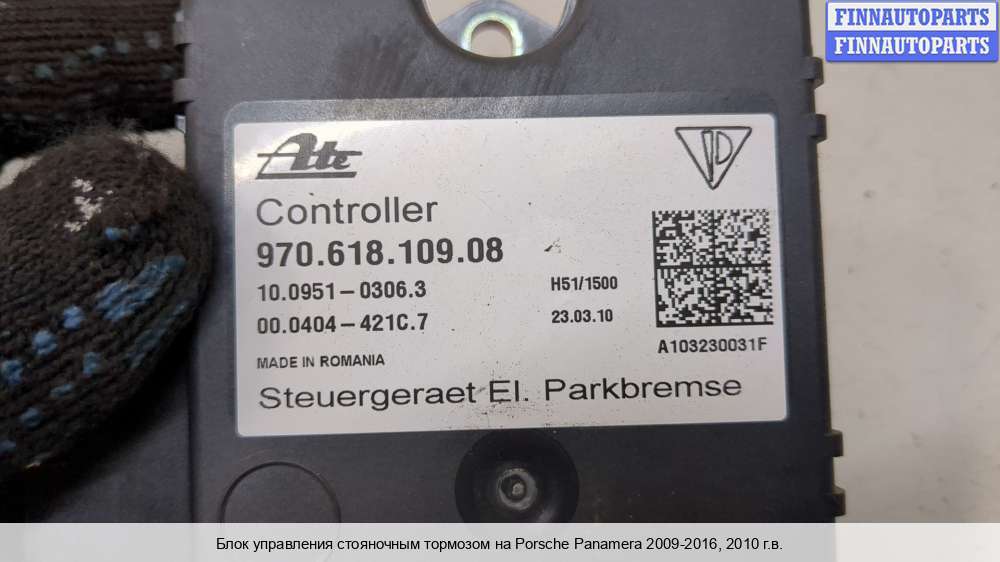 FINNAUTOPARTS
FINNAUTOPARTS
Ate
Controller
970.618.109.08
10.0951-0306.3
H51/1500
00.0404-421C.7
23.03.10
A103230031F
MADE IN ROMANIA
Steuergeraet El. Parkbremse
Блок управления стояночным тормозом на Porsche Panamera 2009-2016, 2010 г.в.